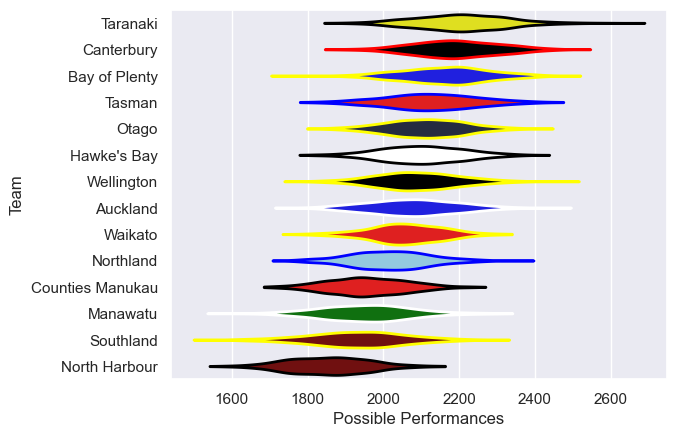 Taranaki
Canterbury
Bay of Plenty
Tasman
Otago
Hawke's Bay
Wellington
Auckland
Waikato
Northland
Counties Manukau
Manawatu
Southland
North Harbour
Team
1600 1800 2000 2200 2400 2600
Possible Performances